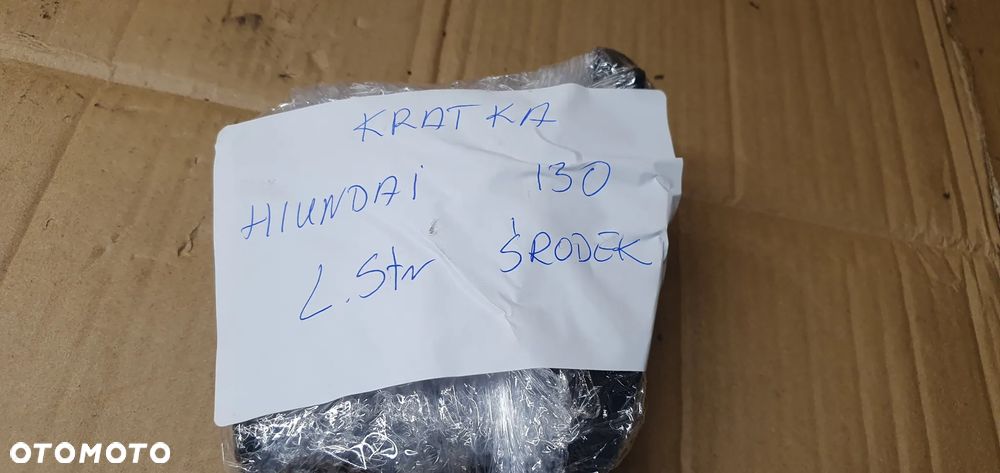 KRATKA
HIUNDAI i30
L. Str ŚRODEK
OTOMOTO